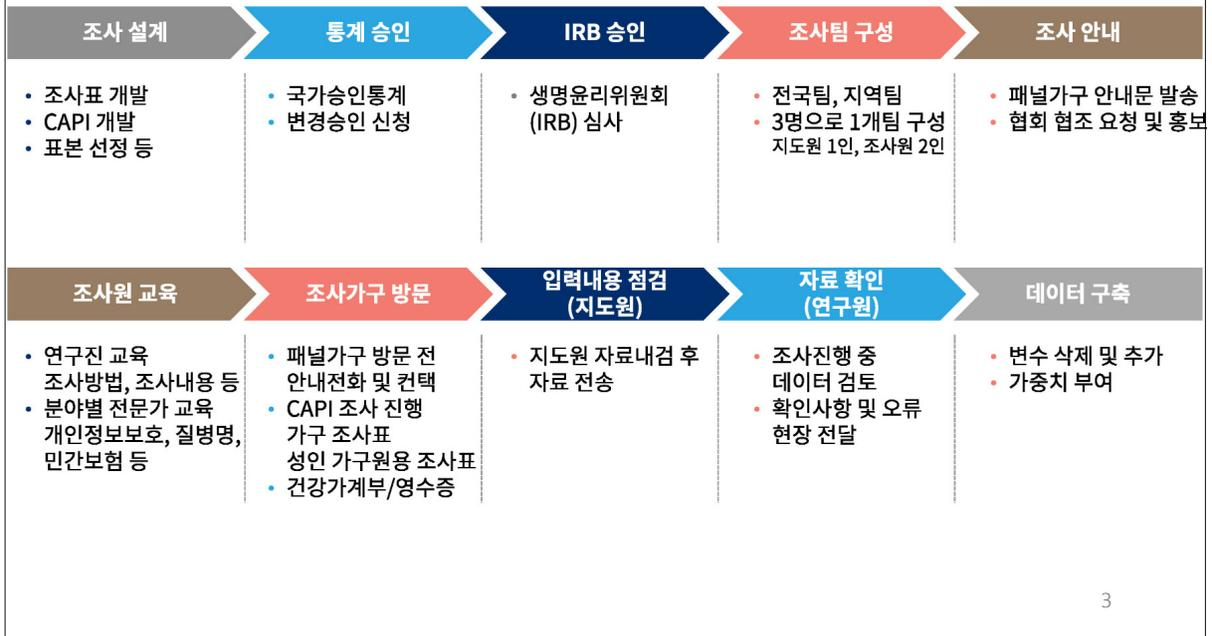 조사 설계
통계 승인
IRB 승인
조사팀 구성
조사 안내
• 조사표 개발
• CAPI 개발
• 표본 선정 등
• 국가승인통계
• 변경승인 신청
• 생명윤리위원회
(IRB) 심사
• 전국팀, 지역팀
• 3명으로 1개팀 구성
지도원 1인, 조사원 2인
• 패널가구 안내문 발송
• 협회 협조 요청 및 홍보
조사원 교육
조사가구 방문
입력내용 점검
(지도원)
자료 확인
(연구원)
데이터 구축
• 연구진 교육
조사방법, 조사내용 등
• 분야별 전문가 교육
개인정보보호, 질병명,
민간보험 등
• 패널가구 방문 전
안내전화 및 컨택
• CAPI 조사 진행
가구 조사표
성인 가구원용 조사표
• 건강가계부/영수증
• 지도원 자료내검 후
자료 전송
• 조사진행 중
데이터 검토
• 확인사항 및 오류
현장 전달
• 변수 삭제 및 추가
• 가중치 부여
3